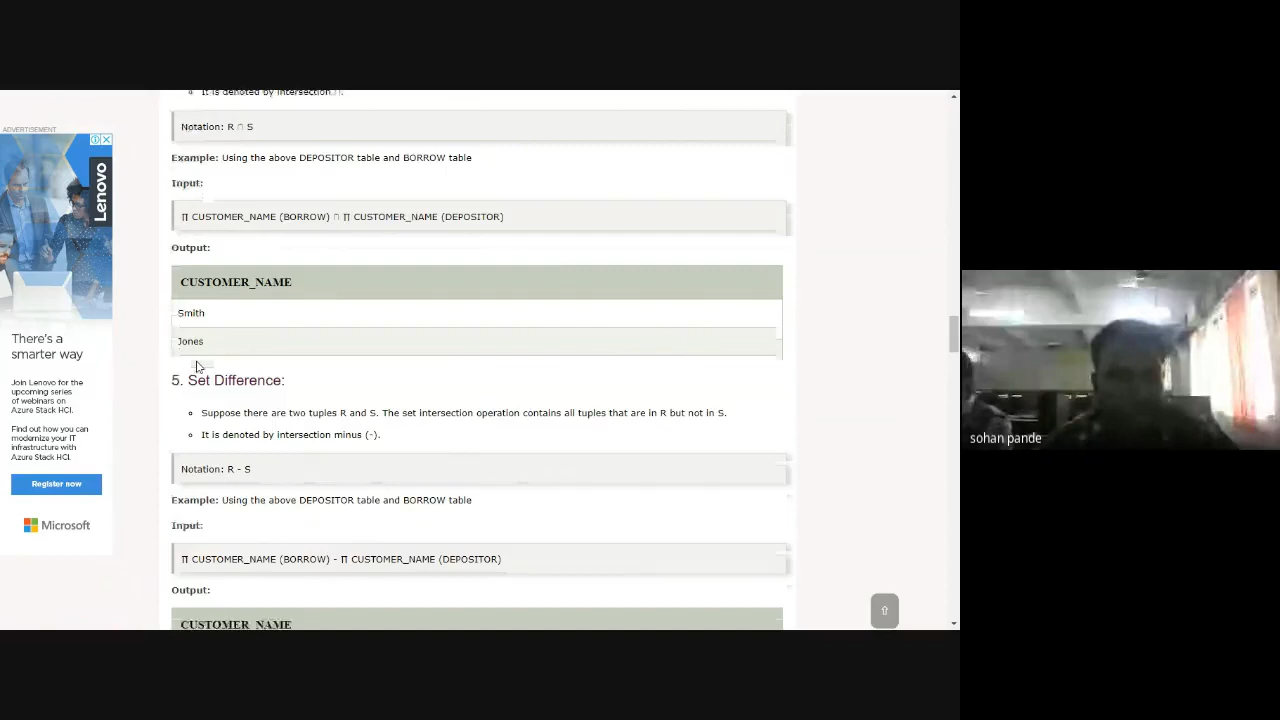 It is denoted by intersection ∩.
Notation: R ∩ S
Example: Using the above DEPOSITOR table and BORROW table
Input:
∏ CUSTOMER_NAME (BORROW) ∩ ∏ CUSTOMER_NAME (DEPOSITOR)
Output:
CUSTOMER_NAME
Smith
Jones
5. Set Difference:
Suppose there are two tuples R and S. The set intersection operation contains all tuples that are in R but not in S.
It is denoted by intersection minus (-).
Notation: R - S
Example: Using the above DEPOSITOR table and BORROW table
Input:
∏ CUSTOMER_NAME (BORROW) - ∏ CUSTOMER_NAME (DEPOSITOR)
Output:
CUSTOMER_NAME
ADVERTISEMENT
Lenovo
There's a
smarter way
Join Lenovo for the
upcoming series
of webinars on
Azure Stack HCI.
Find out how you can
modernize your IT
infrastructure with
Azure Stack HCI.
Register now
Microsoft
sohan pande